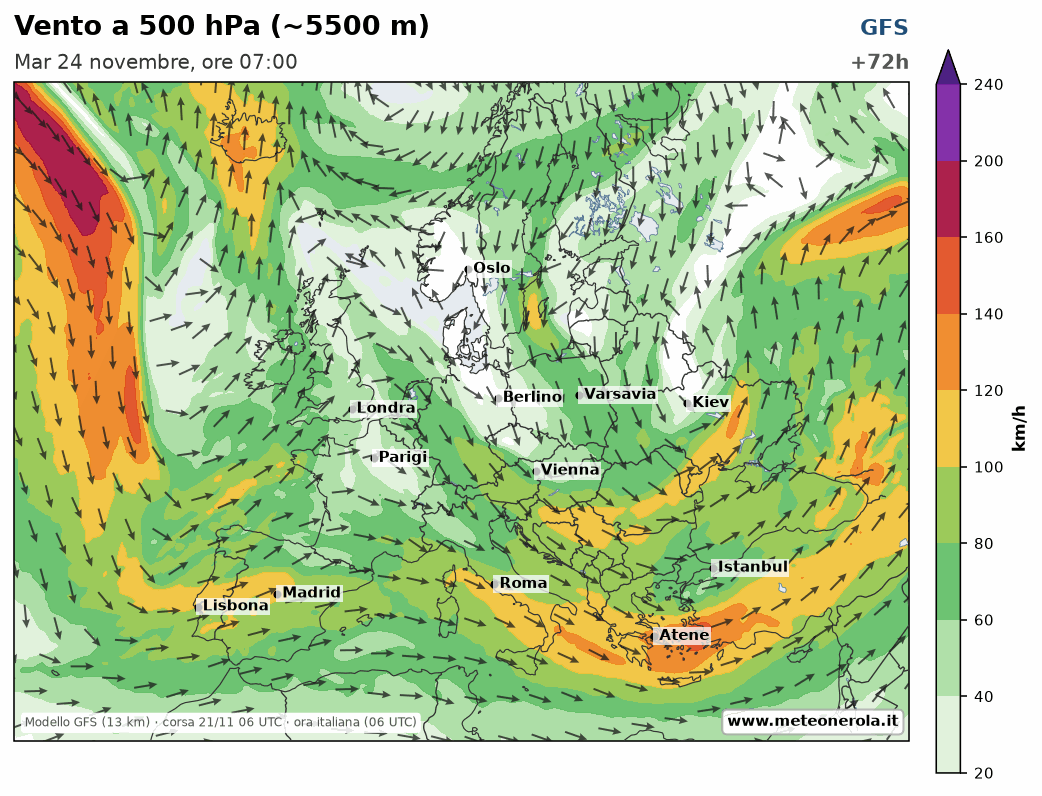 Vento a 500 hPa (~5500 m)
GFS
Mar 24 novembre, ore 07:00
+72h
240
200
160
140
120
100
80
60
40
20
km/h
Oslo
Berlino
Varsavia
Kiev
Londra
Parigi
Vienna
Istanbul
Roma
Madrid
Lisbona
Atene
Modello GFS (13 km) · corsa 21/11 06 UTC · ora italiana (06 UTC)
www.meteonerola.it